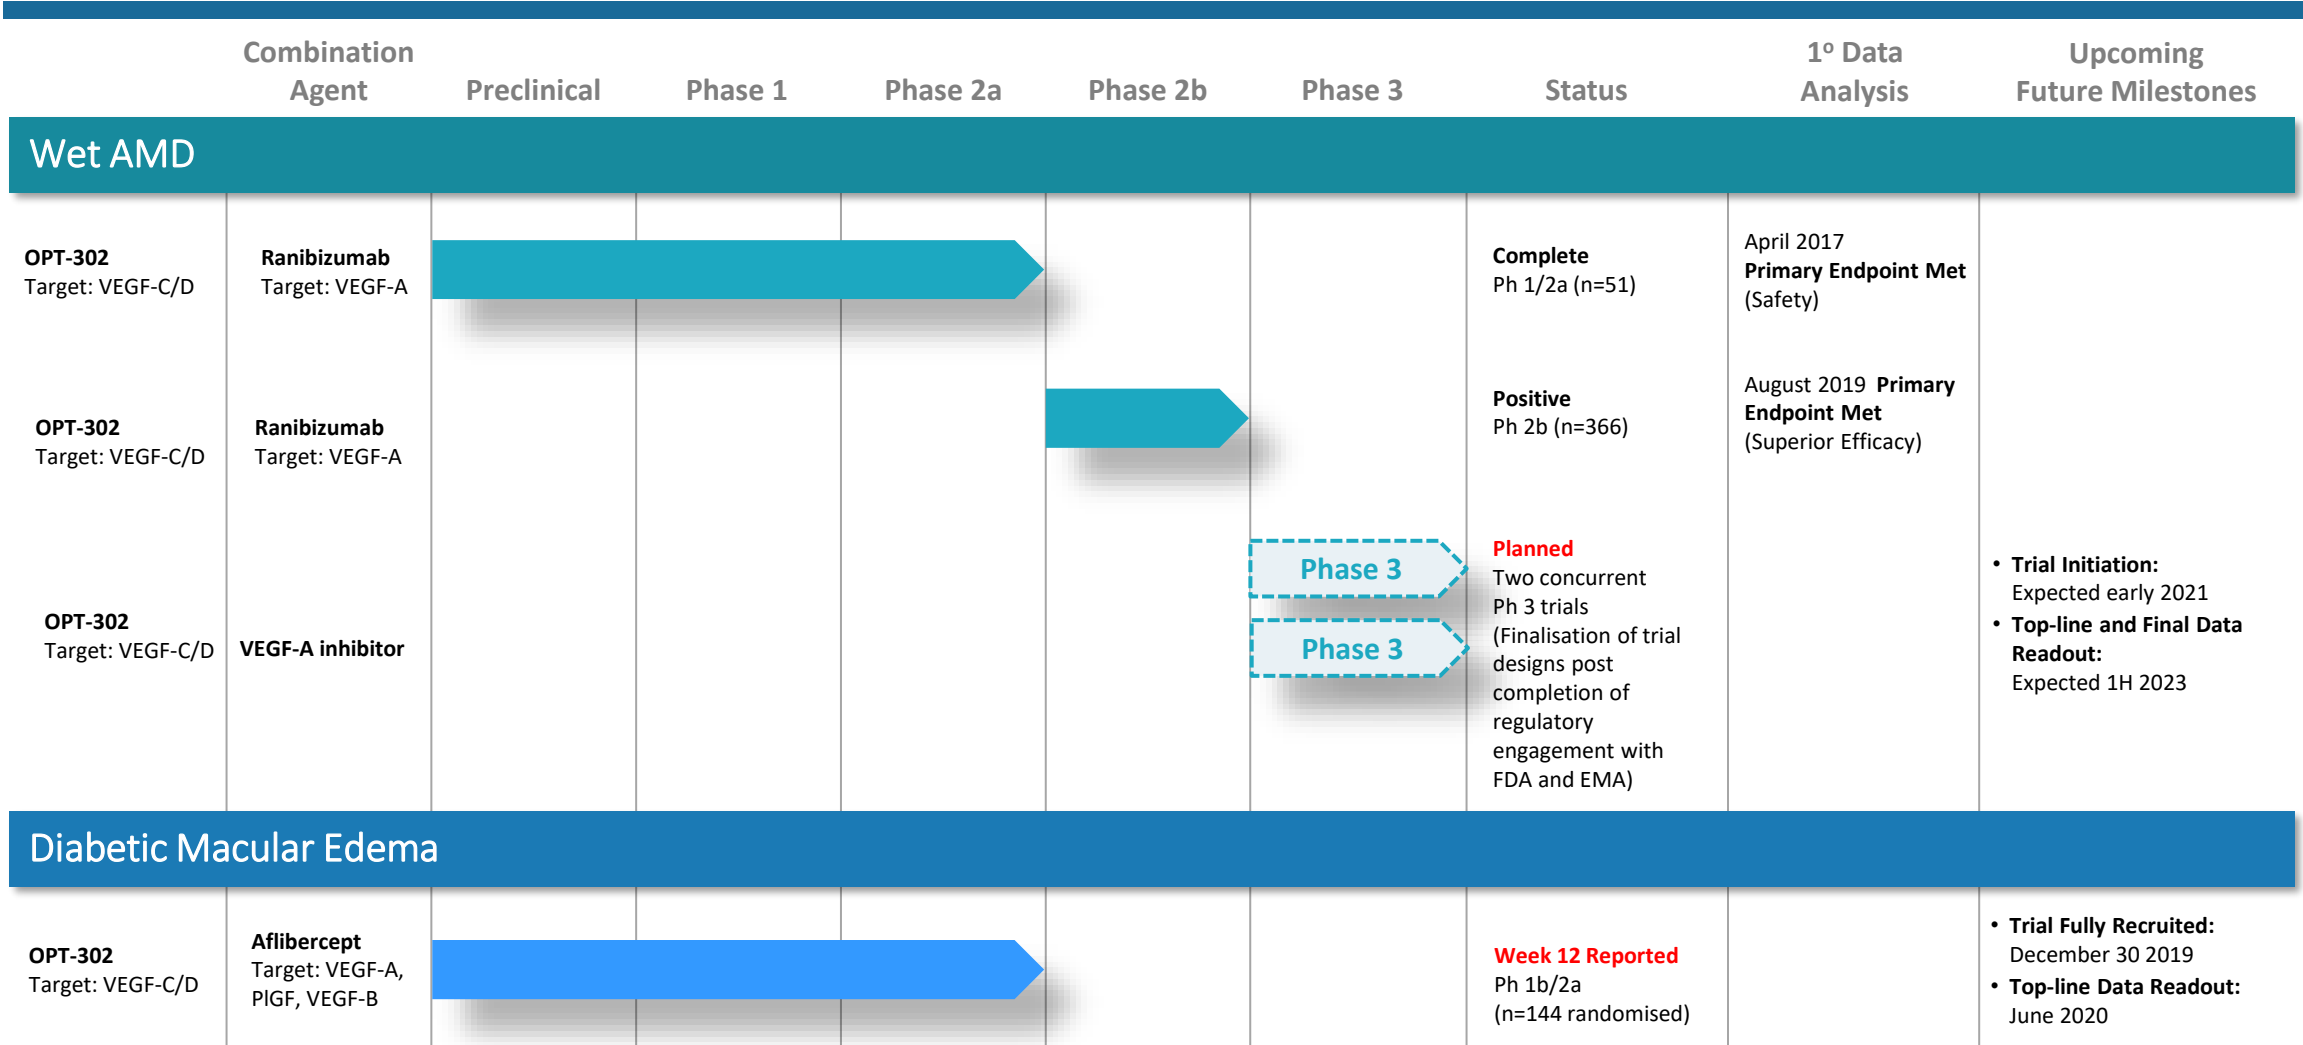 Combination
Agent
Preclinical
Phase 1
Phase 2a
Phase 2b
Phase 3
Status
1º Data
Analysis
Upcoming
Future Milestones
Wet AMD
OPT-302
Target: VEGF-C/D
Ranibizumab
Target: VEGF-A
Complete
Ph 1/2a (n=51)
April 2017
Primary Endpoint Met
(Safety)
OPT-302
Target: VEGF-C/D
Ranibizumab
Target: VEGF-A
Positive
Ph 2b (n=366)
August 2019 Primary
Endpoint Met
(Superior Efficacy)
OPT-302
Target: VEGF-C/D
VEGF-A inhibitor
Phase 3
Phase 3
Planned
Two concurrent
Ph 3 trials
(Finalisation of trial
designs post
completion of
regulatory
engagement with
FDA and EMA)
• Trial Initiation:
Expected early 2021
• Top-line and Final Data
Readout:
Expected 1H 2023
Diabetic Macular Edema
OPT-302
Target: VEGF-C/D
Aflibercept
Target: VEGF-A,
PlGF, VEGF-B
Week 12 Reported
Ph 1b/2a
(n=144 randomised)
• Trial Fully Recruited:
December 30 2019
• Top-line Data Readout:
June 2020